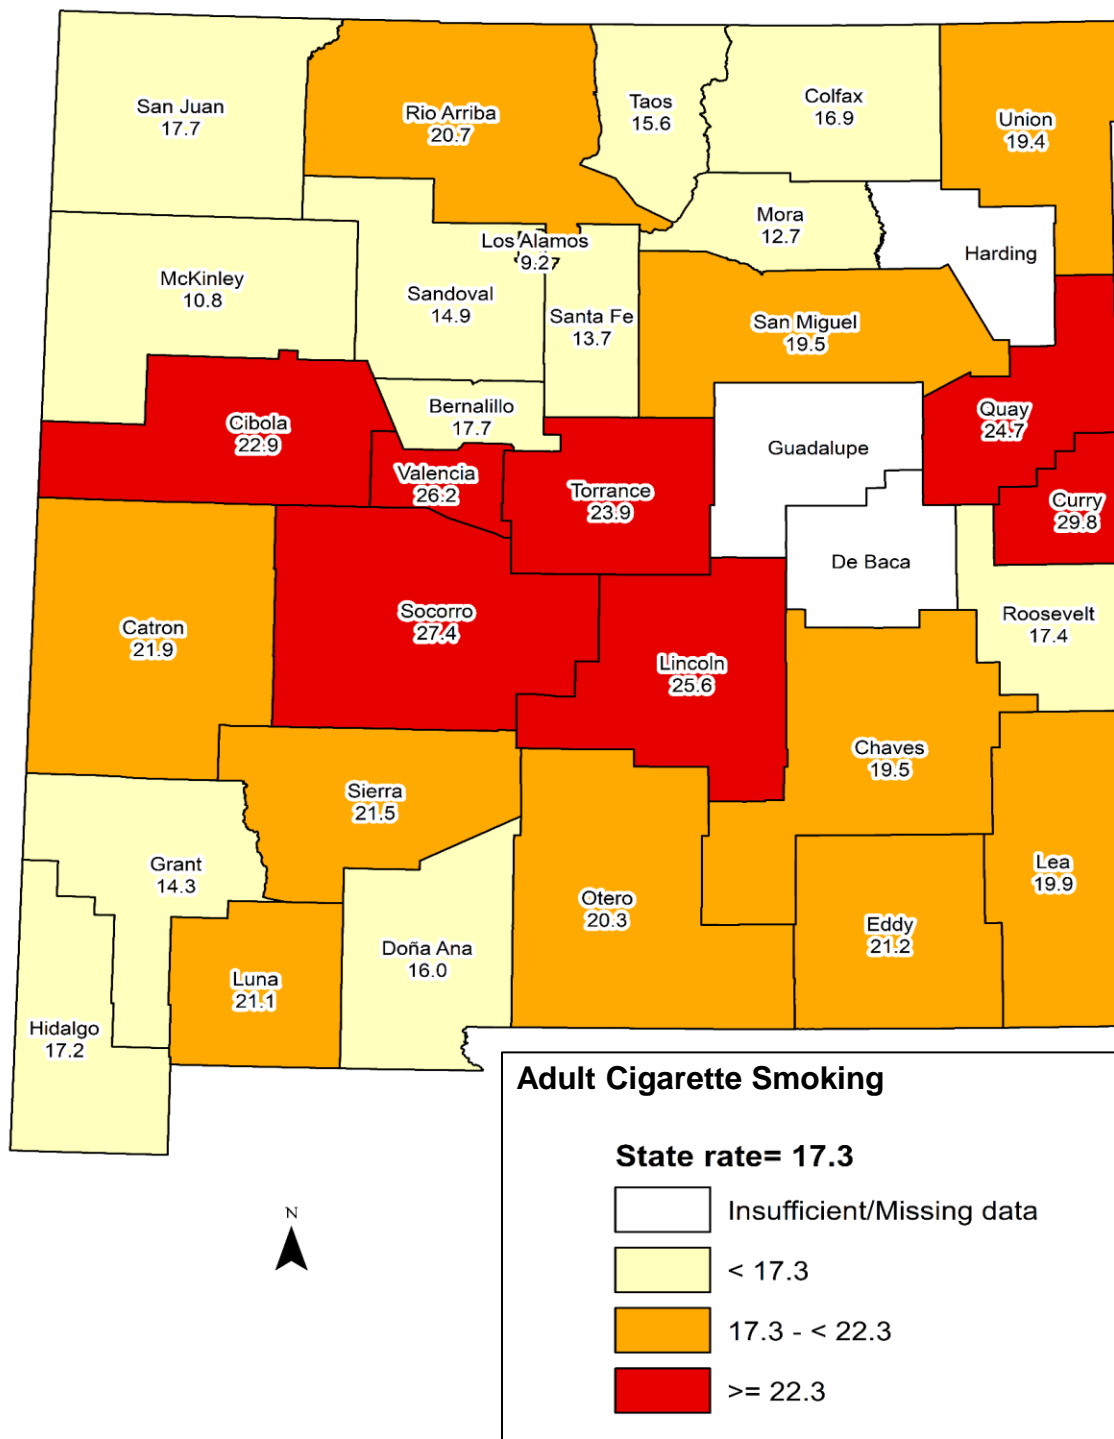 San Juan
17.7
Rio Arriba
20.7
Taos
15.6
Colfax
16.9
Union
19.4
Mora
12.7
Harding
Los Alamos
9.2
McKinley
10.8
Sandoval
14.9
Santa Fe
13.7
San Miguel
19.5
Bernalillo
17.7
Cibola
22.9
Valencia
26.2
Torrance
23.9
Guadalupe
Quay
24.7
Curry
29.8
De Baca
Roosevelt
17.4
Catron
21.9
Socorro
27.4
Lincoln
25.6
Chaves
19.5
Sierra
21.5
Grant
14.3
Otero
20.3
Eddy
21.2
Lea
19.9
Doña Ana
16.0
Luna
21.1
Hidalgo
17.2
Adult Cigarette Smoking
State rate= 17.3
Insufficient/Missing data
< 17.3
17.3 - < 22.3
>= 22.3
N